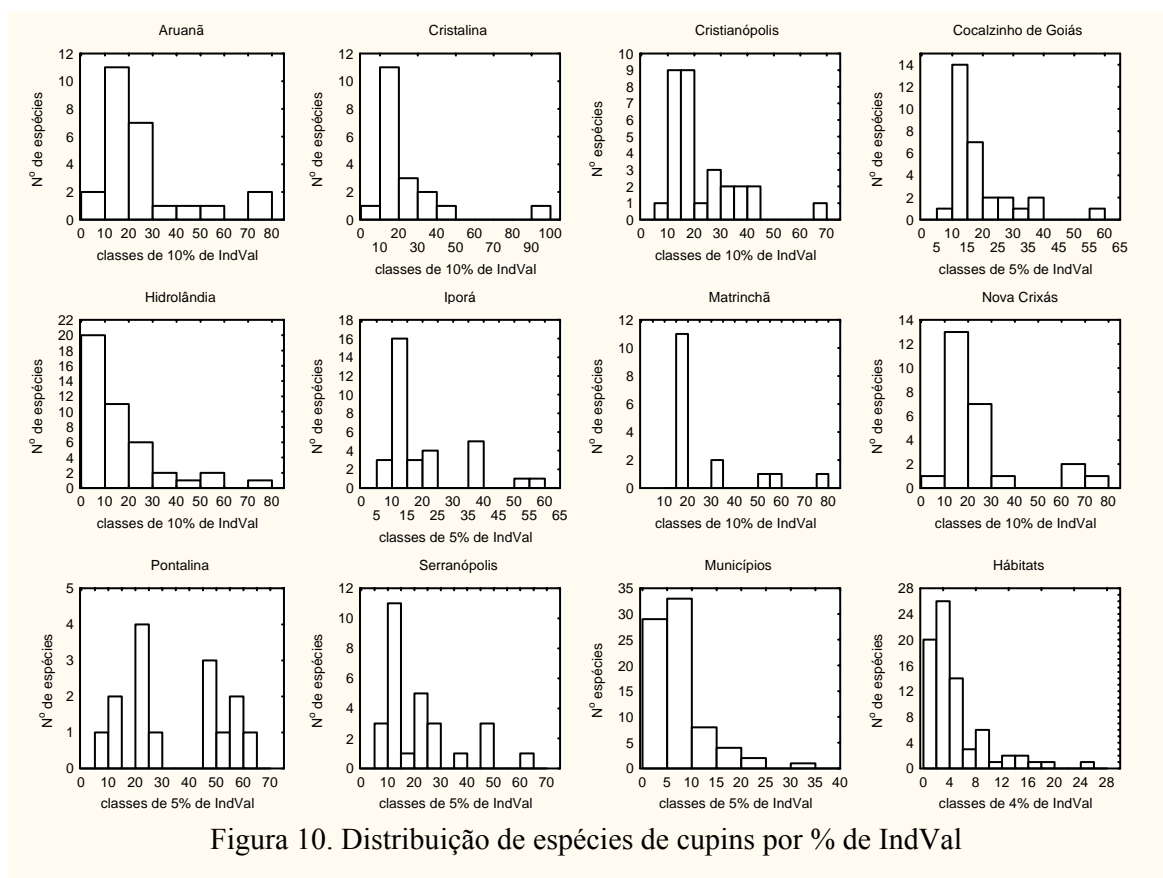 Aruanã
Nº de espécies
12
10
8
6
4
2
0
0 10 20 30 40 50 60 70 80
classes de 10% de IndVal
Cristalina
Nº de espécies
12
10
8
6
4
2
0
0 20 40 60 80 100
10 30 50 70 90
classes de 10% de IndVal
Cristianópolis
Nº espécies
10
9
8
7
6
5
4
3
2
1
0
0 10 20 30 40 50 60 70
classes de 10% de IndVal
Cocalzinho de Goiás
Nº de espécies
14
12
10
8
6
4
2
0
0 10 20 30 40 50 60
5 15 25 35 45 55 65
classes de 5% de IndVal
Hidrolândia
Nº de espécies
22
20
18
16
14
12
10
8
6
4
2
0
0 10 20 30 40 50 60 70 80
classes de 10% de IndVal
Iporá
Nº de espécies
18
16
14
12
10
8
6
4
2
0
0 10 20 30 40 50 60
5 15 25 35 45 55 65
classes de 5% de IndVal
Matrinchã
Nº de espécies
12
10
8
6
4
2
0
10 20 30 40 50 60 70 80
classes de 10% de IndVal
Nova Crixás
Nº de espécies
14
12
10
8
6
4
2
0
0 10 20 30 40 50 60 70 80
classes de 10% de IndVal
Pontalina
Nº de espécies
5
4
3
2
1
0
0 10 20 30 40 50 60 70
classes de 5% de IndVal
Serranópolis
Nº de espécies
12
10
8
6
4
2
0
0 10 20 30 40 50 60 70
classes de 5% de IndVal
Municípios
Nº espécies
35
30
25
20
15
10
5
0
0 5 10 15 20 25 30 35 40
classes de 5% de IndVal
Hábitats
Nº de espécies
28
24
20
16
12
8
4
0
0 4 8 12 16 20 24 28
classes de 4% de IndVal
Figura 10. Distribuição de espécies de cupins por % de IndVal